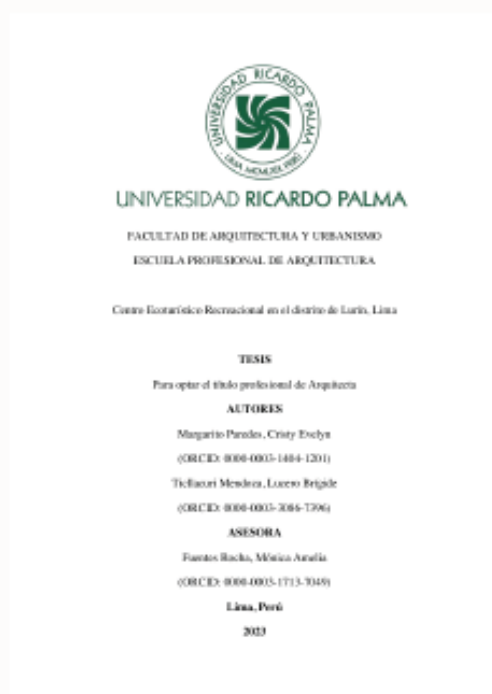 UNIVERSIDAD RICARDO PALMA
LIMA PERÚ
UNIVERSIDAD RICARDO PALMA
FACULTAD DE ARQUITECTURA Y URBANISMO
ESCUELA PROFESIONAL DE ARQUITECTURA
Centro Ecoturístico Recreacional en el distrito de Lurín, Lima
TESIS
Para optar el título profesional de Arquitecta
AUTORES
Margarito Paredes, Cristy Evelyn
(ORCID: 0000-0003-1404-1201)
Ticllacuri Mendoza, Lucero Brigide
(ORCID: 0000-0003-3086-7396)
ASESORA
Fuentes Rocha, Mónica Amelia
(ORCID: 0000-0003-1713-7049)
Lima, Perú
2023